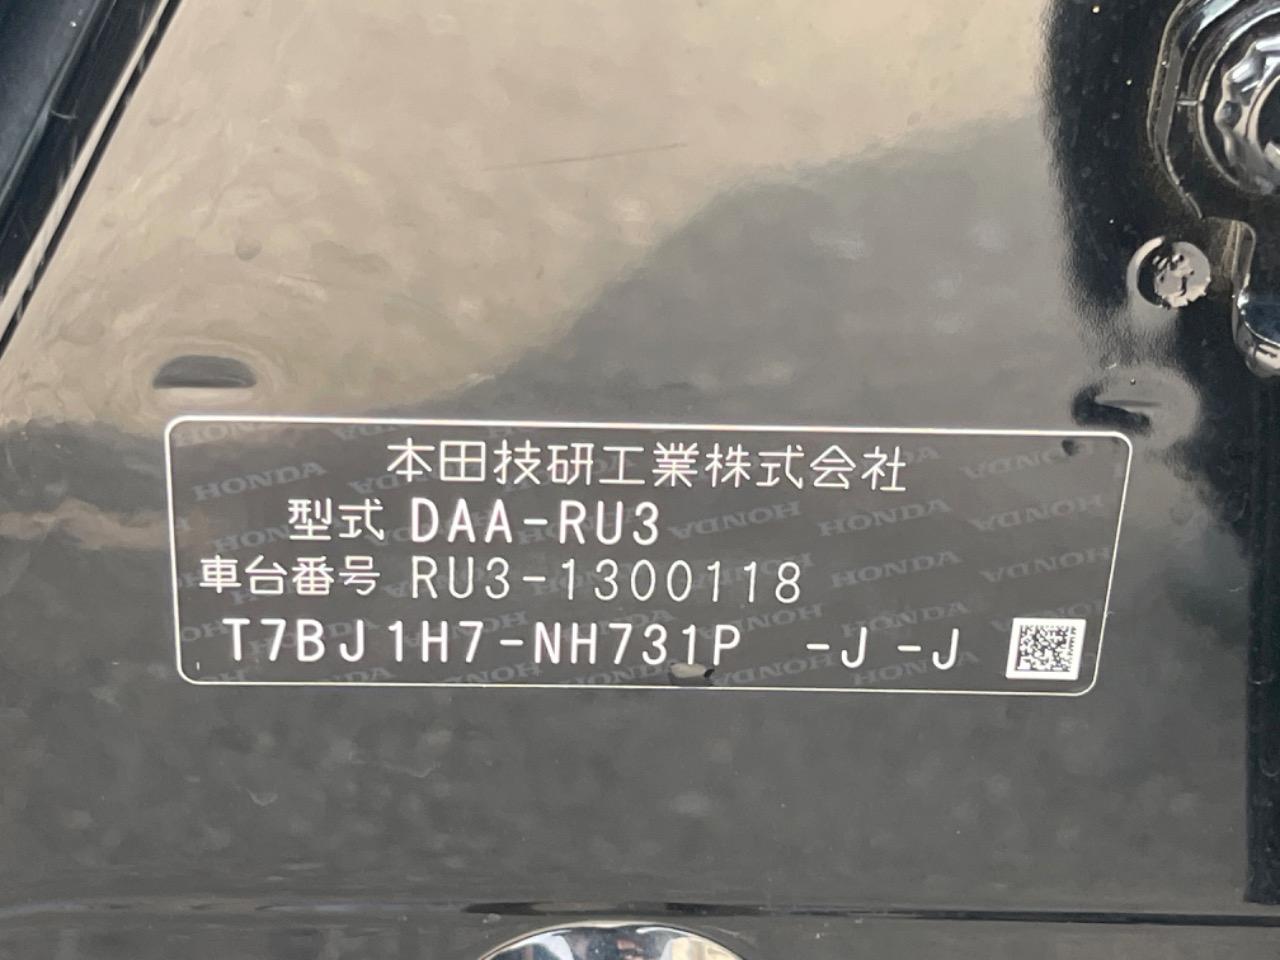 本田技研工業株式会社
型式 DAA-RU3
車台番号 RU3-1300118
T7BJ1H7-NH731P -J -J